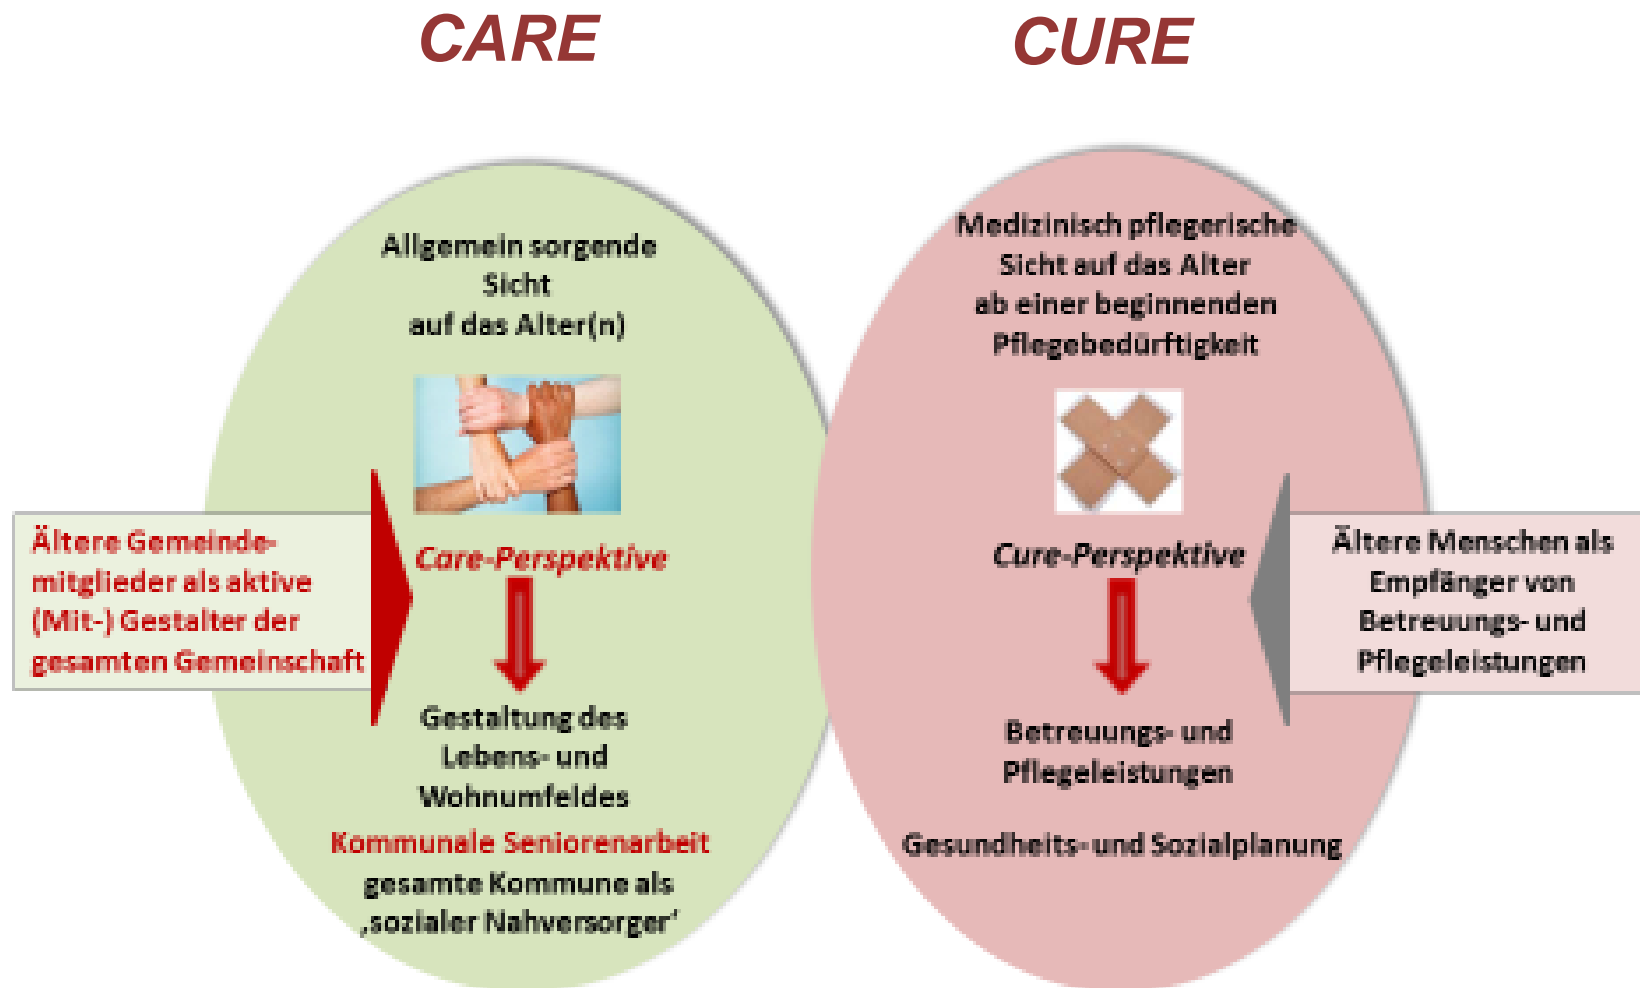 CARE
CURE
Allgemein sorgende
Sicht
auf das Alter(n)
Care-Perspektive
Gestaltung des
Lebens- und
Wohnumfeldes
Kommunale Seniorenarbeit
gesamte Kommune als
‚sozialer Nahversorger‘
Ältere Gemeinde-
mitglieder als aktive
(Mit-) Gestalter der
gesamten Gemeinschaft
Medizinisch pflegerische
Sicht auf das Alter
ab einer beginnenden
Pflegebedürftigkeit
Cure-Perspektive
Betreuungs- und
Pflegeleistungen
Gesundheits- und Sozialplanung
Ältere Menschen als
Empfänger von
Betreuungs- und
Pflegeleistungen